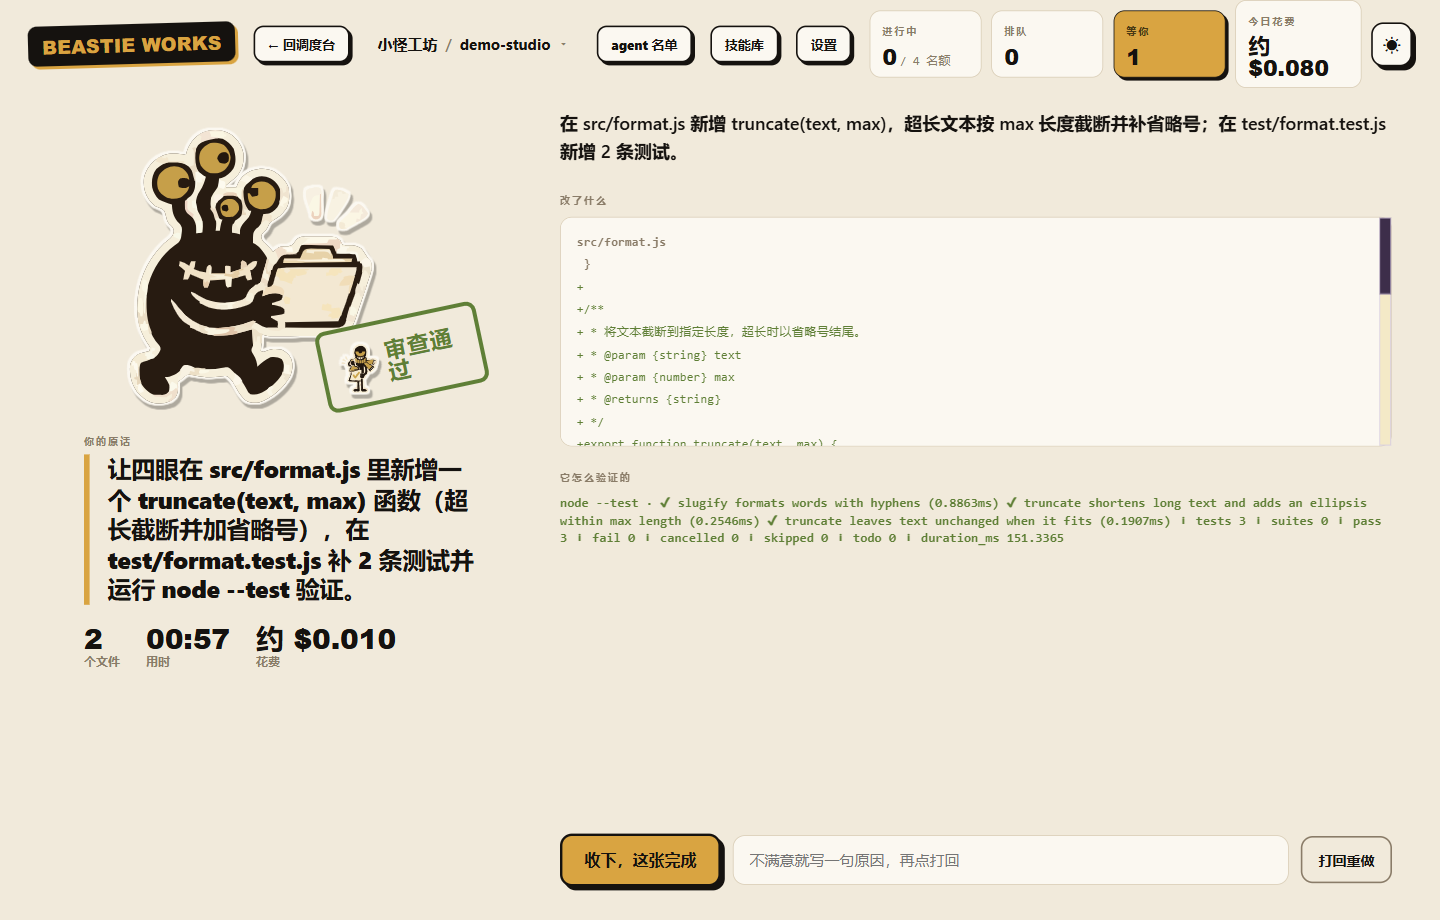 BEASTIE WORKS
← 回调度台
小怪工坊 / demo-studio
agent 名单
技能库
设置
进行中
0 / 4 名额
排队
0
等你
1
今日花费
约
$0.080
审查通
过
你的原话
让四眼在 src/format.js 里新增一
个 truncate(text, max) 函数（超
长截断并加省略号），在
test/format.test.js 补 2 条测试并
运行 node --test 验证。
2
个文件
00:57
用时
约 $0.010
花费
在 src/format.js 新增 truncate(text, max)，超长文本按 max 长度截断并补省略号；在 test/format.test.js
新增 2 条测试。
改了什么
src/format.js
}
+
+/**
+ * 将文本截断到指定长度，超长时以省略号结尾。
+ * @param {string} text
+ * @param {number} max
+ * @returns {string}
+ */
+export function truncate(text, max) {
它怎么验证的
node --test · ✔ slugify formats words with hyphens (0.8863ms) ✔ truncate shortens long text and adds an ellipsis
within max length (0.2546ms) ✔ truncate leaves text unchanged when it fits (0.1907ms) ℹ tests 3 ℹ suites 0 ℹ pass
3 ℹ fail 0 ℹ cancelled 0 ℹ skipped 0 ℹ todo 0 ℹ duration_ms 151.3365
收下，这张完成
不满意就写一句原因，再点打回
打回重做